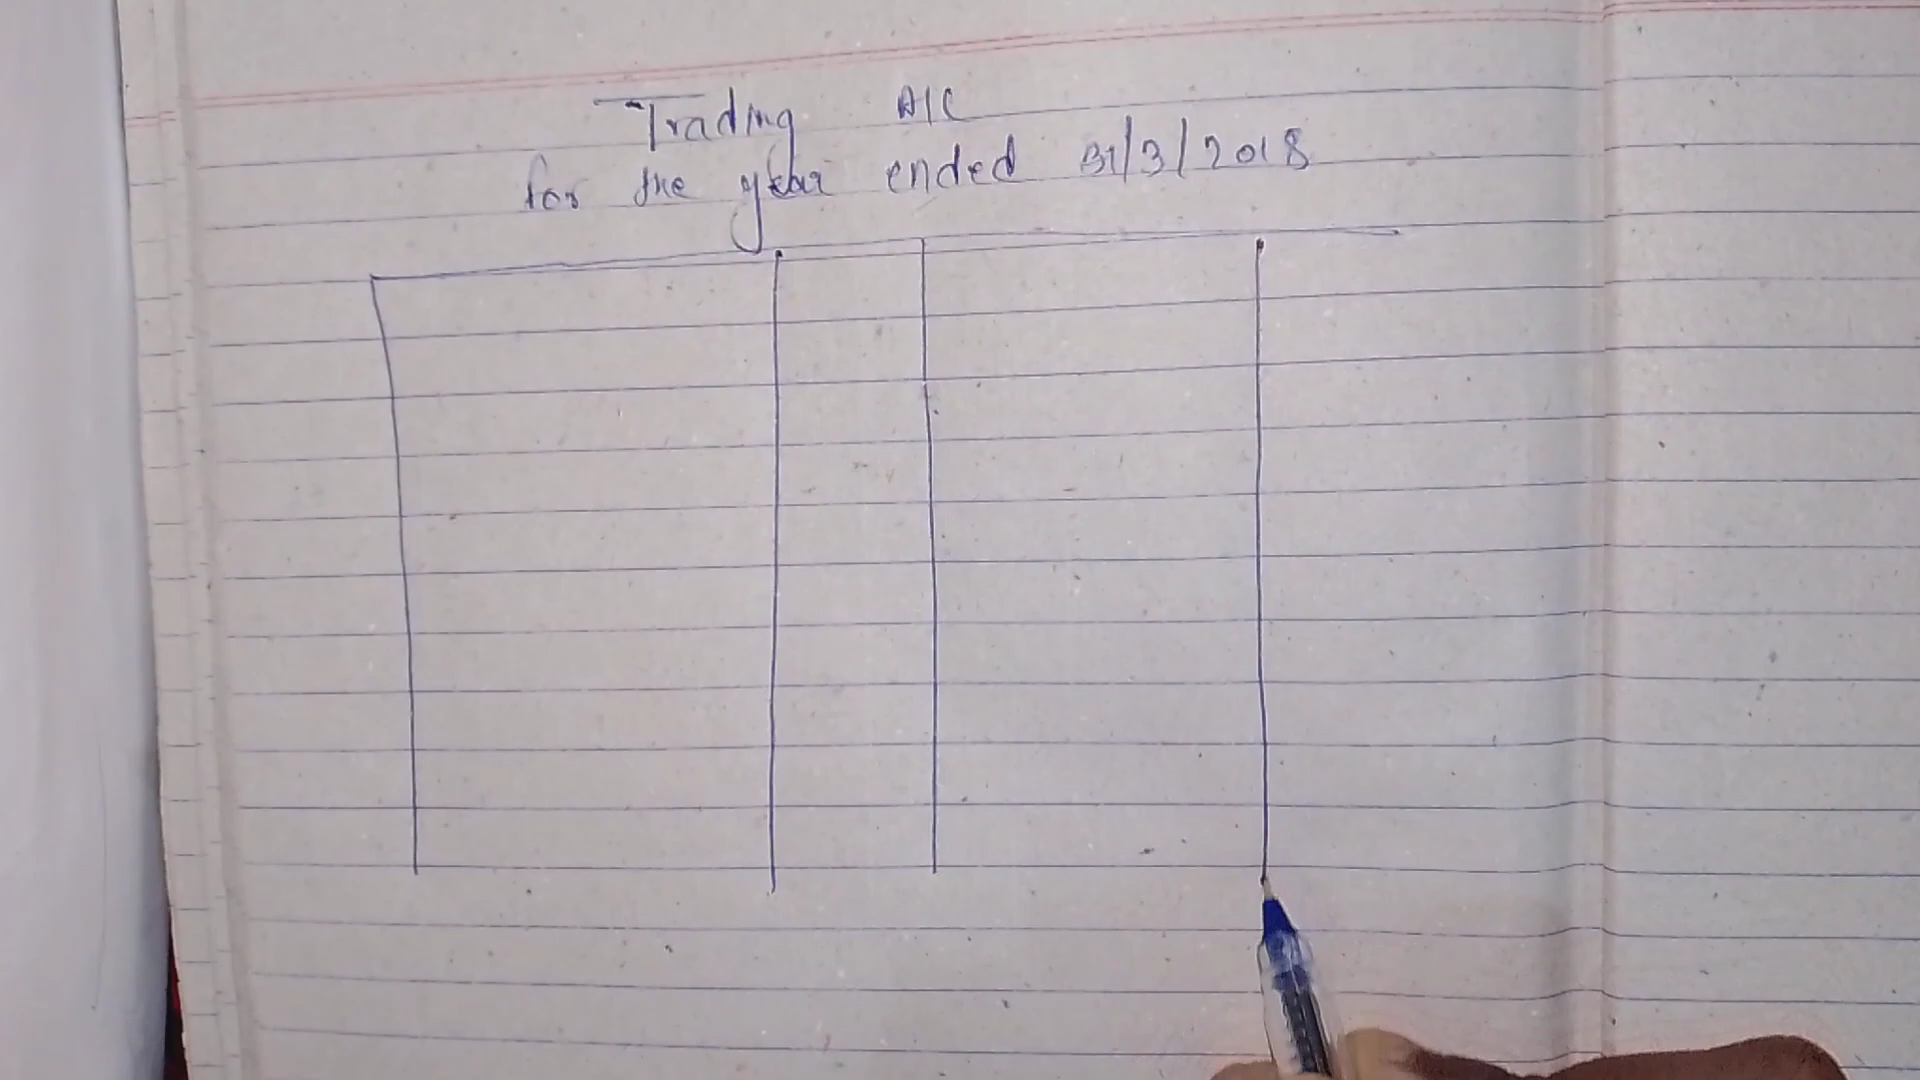 Trading A/C
for the year ended 31/3/2018